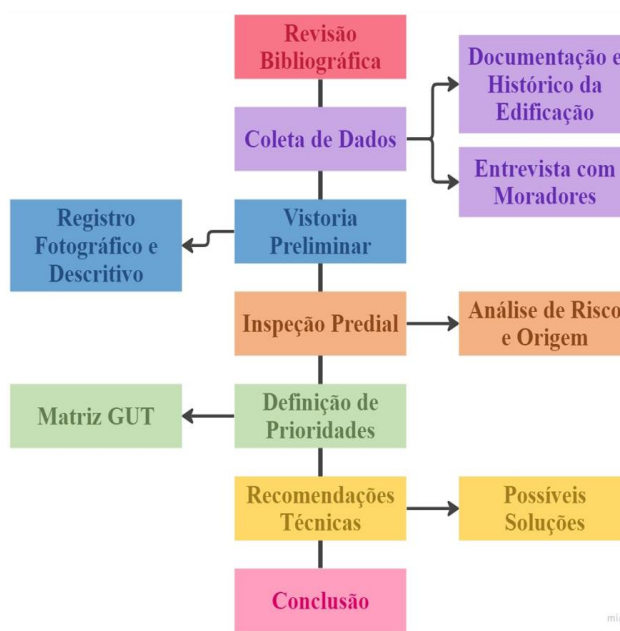 Revisão
Bibliográfica
Documentação e
Histórico da
Edificação
Coleta de Dados
Entrevista com
Moradores
Registro
Fotográfico e
Descritivo
Vistoria
Preliminar
Inspeção Predial
Análise de Risco
e Origem
Matriz GUT
Definição de
Prioridades
Recomendações
Técnicas
Possíveis
Soluções
Conclusão